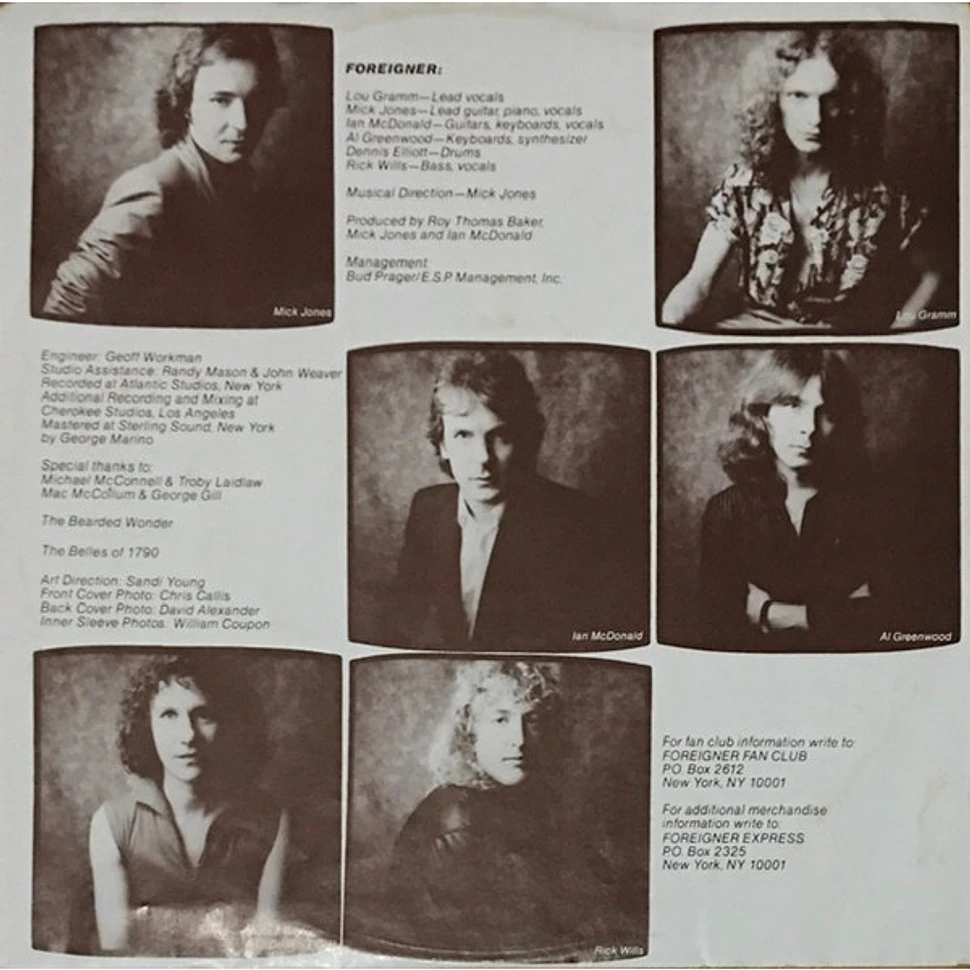 Mick Jones
FOREIGNER:
Lou Gramm—Lead vocals
Mick Jones—Lead guitar, piano, vocals
Ian McDonald—Guitars, keyboards, vocals
Al Greenwood—Keyboards, synthesizer
Dennis Elliott—Drums
Rick Wills—Bass, vocals
Musical Direction—Mick Jones
Produced by Roy Thomas Baker,
Mick Jones and Ian McDonald
Management:
Bud Prager/E.S.P. Management, Inc.
Lou Gramm
Engineer: Geoff Workman
Studio Assistance: Randy Mason & John Weaver
Recorded at Atlantic Studios, New York
Additional Recording and Mixing at
Cherokee Studios, Los Angeles
Mastered at Sterling Sound, New York
by George Marino
Special thanks to:
Michael McConnell & Troby Laidlaw
Mac McCollum & George Gill
The Bearded Wonder
The Belles of 1790
Art Direction: Sandi Young
Front Cover Photo: Chris Callis
Back Cover Photo: David Alexander
Inner Sleeve Photos: William Coupon
Ian McDonald
Al Greenwood
Rick Wills
For fan club information write to:
FOREIGNER FAN CLUB
P.O. Box 2612
New York, NY 10001
For additional merchandise
information write to:
FOREIGNER EXPRESS
P.O. Box 2325
New York, NY 10001